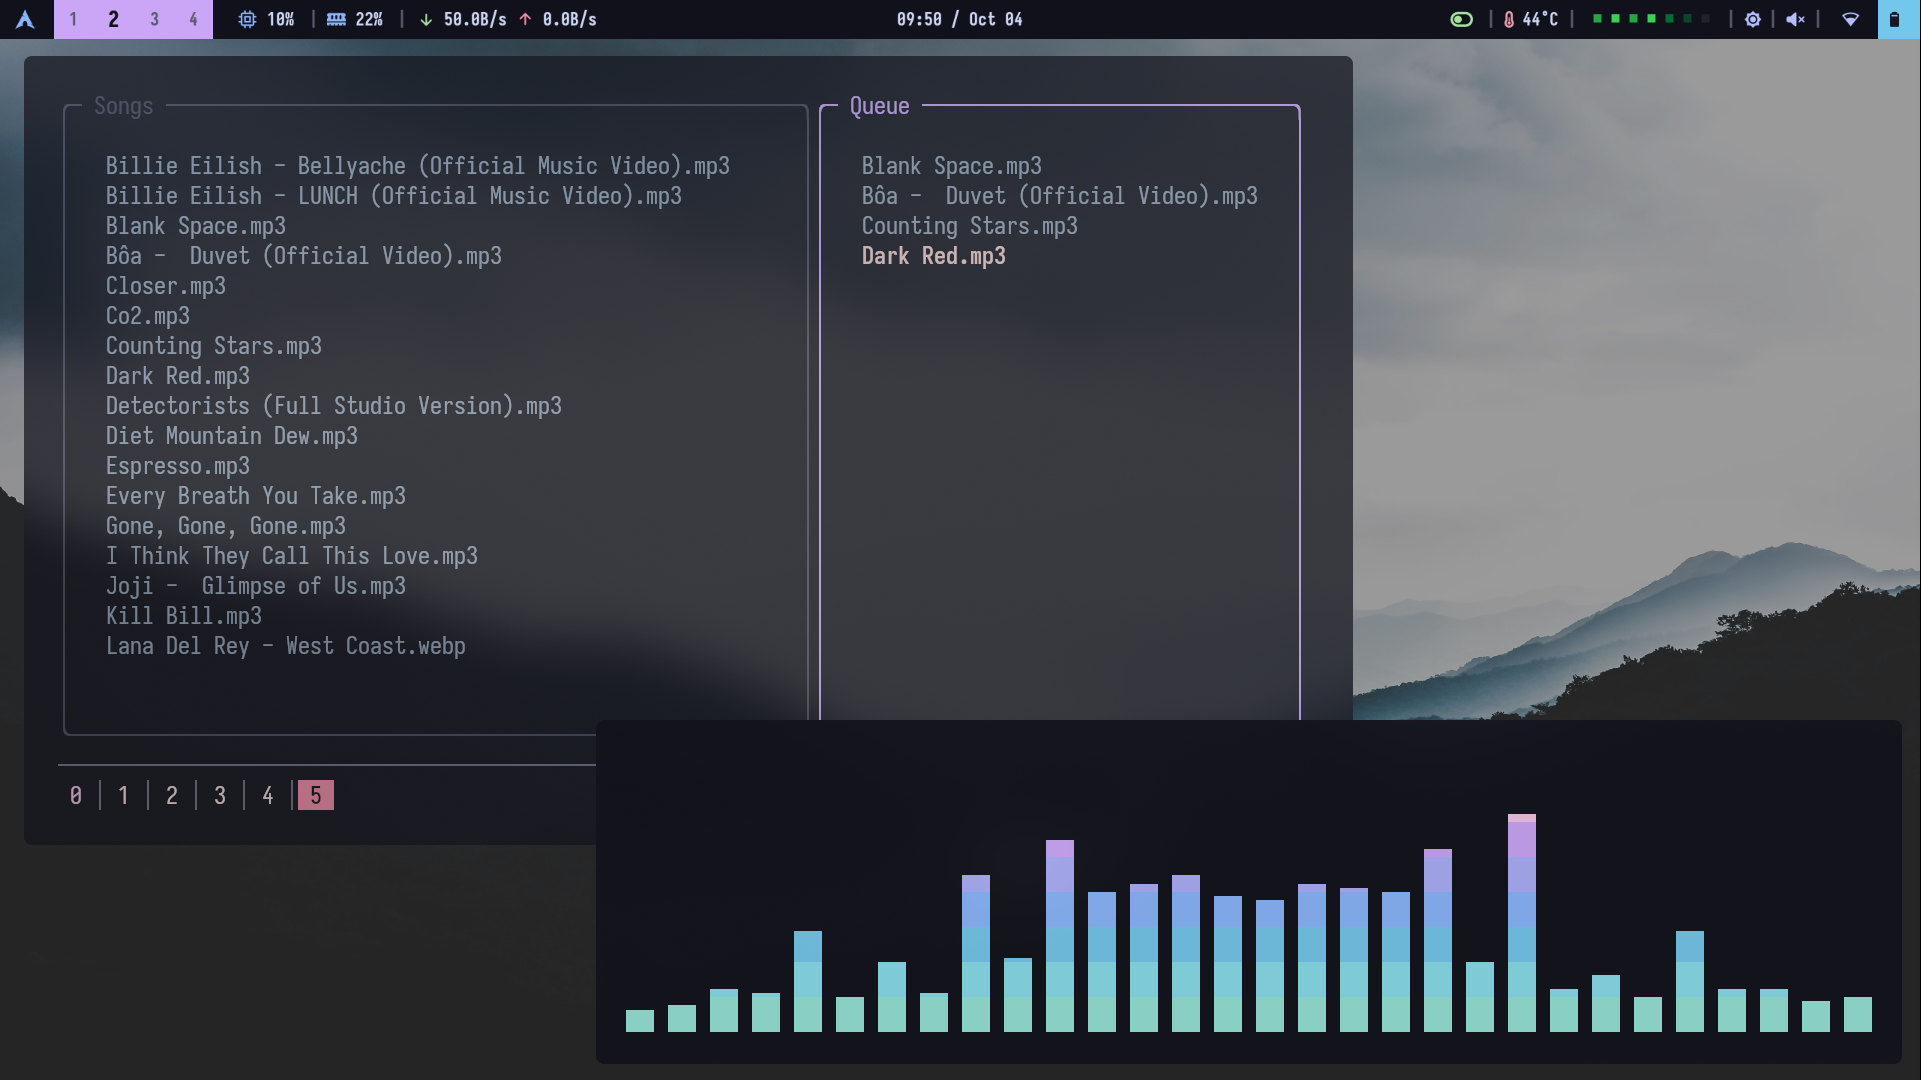 1 2 3 4 10% | 22% | ↓ 50.0B/s ↑ 0.0B/s 09:50 / Oct 04 | 44°C | | | |
Songs
Billie Eilish - Bellyache (Official Music Video).mp3
Billie Eilish - LUNCH (Official Music Video).mp3
Blank Space.mp3
Bôa -  Duvet (Official Video).mp3
Closer.mp3
Co2.mp3
Counting Stars.mp3
Dark Red.mp3
Detectorists (Full Studio Version).mp3
Diet Mountain Dew.mp3
Espresso.mp3
Every Breath You Take.mp3
Gone, Gone, Gone.mp3
I Think They Call This Love.mp3
Joji -  Glimpse of Us.mp3
Kill Bill.mp3
Lana Del Rey - West Coast.webp
Queue
Blank Space.mp3
Bôa -  Duvet (Official Video).mp3
Counting Stars.mp3
Dark Red.mp3
0 | 1 | 2 | 3 | 4 | 5